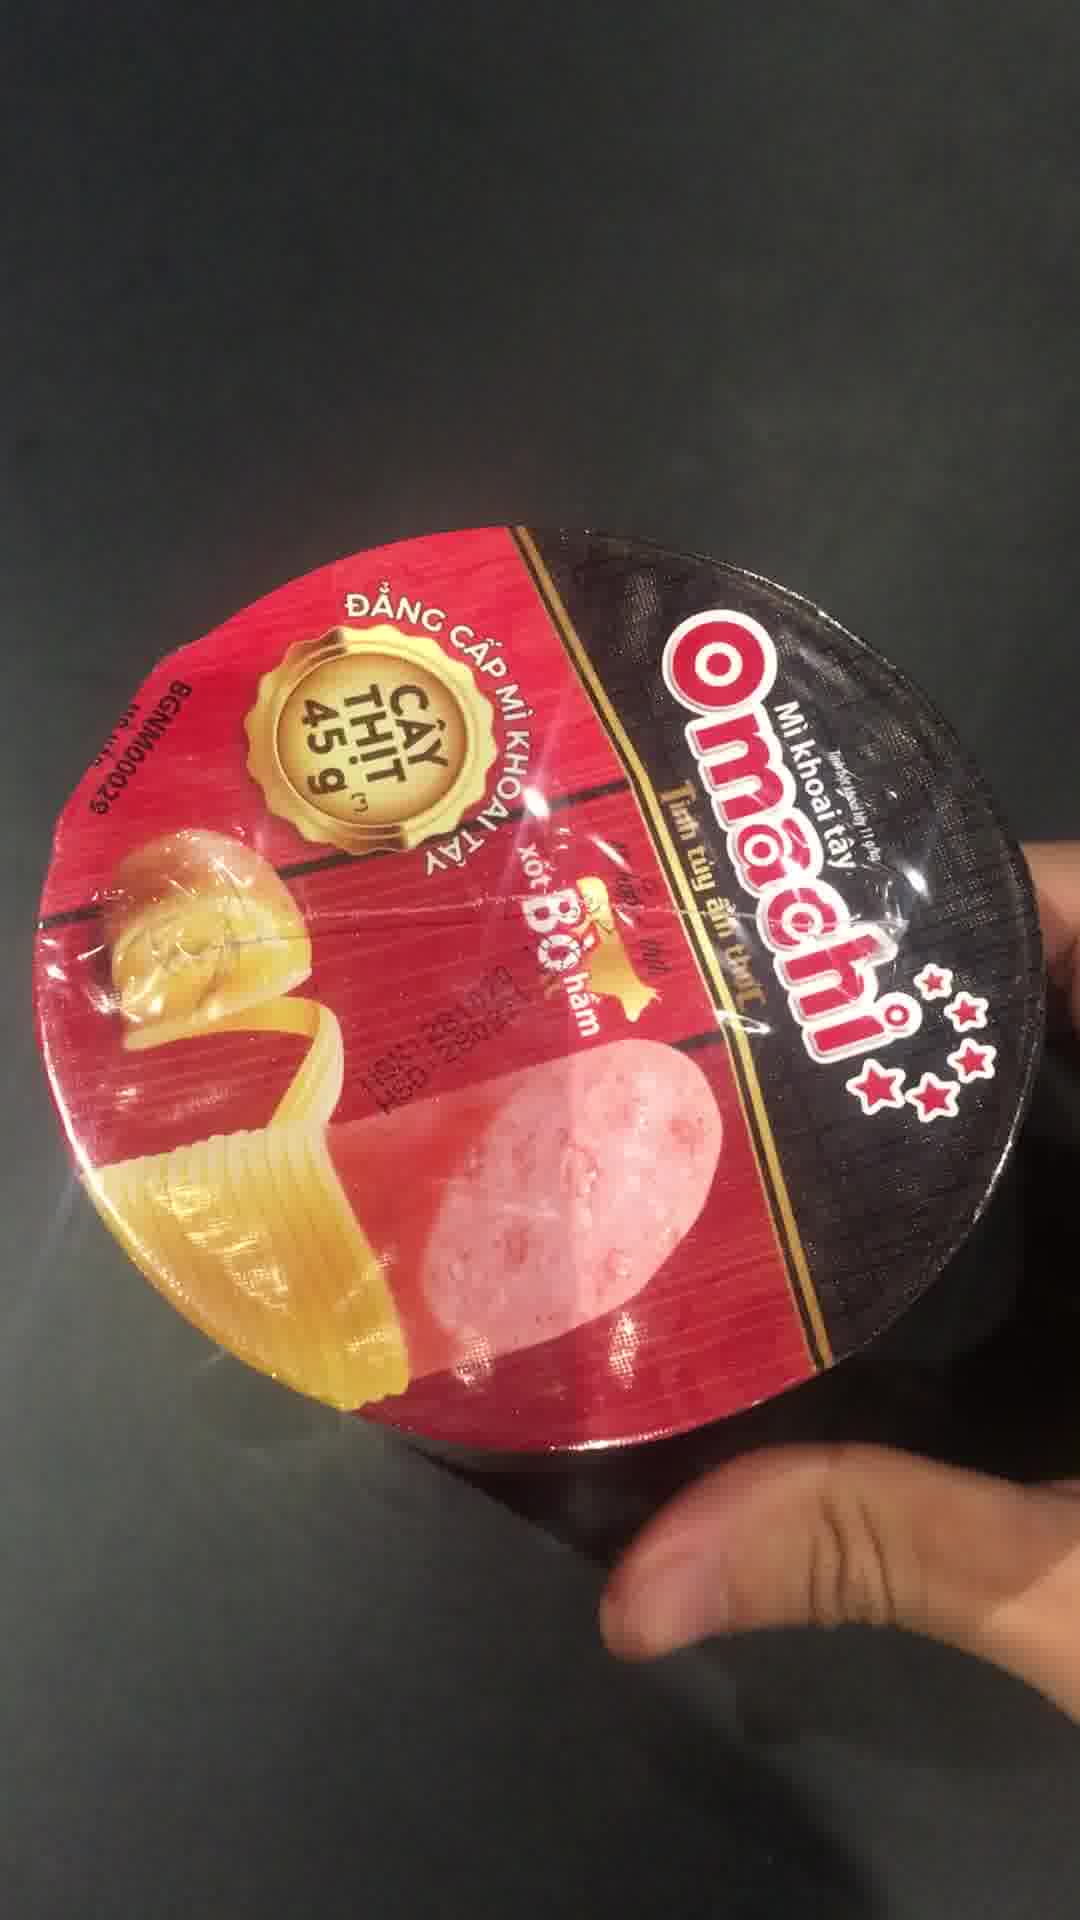 Omachi
Mì khoai tây
Tinh túy ẩm thực
xốt Bò hầm
ĐẲNG CẤP MÌ KHOAI TÂY
CÂY
THỊT
45 g
(*)
BGNM00029